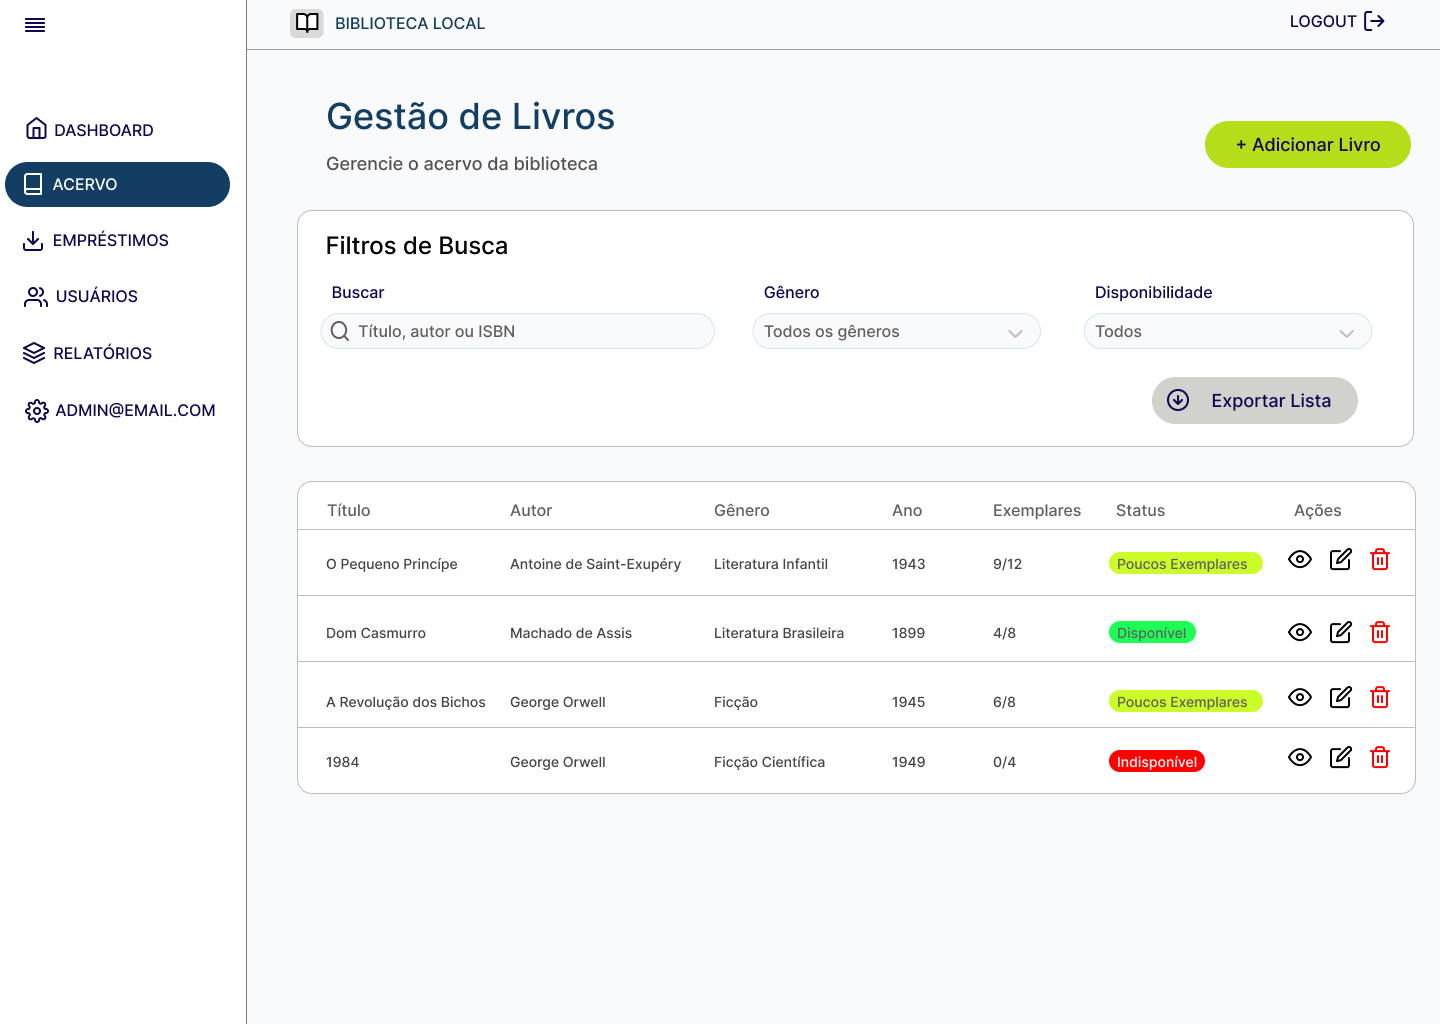 BIBLIOTECA LOCAL
LOGOUT
DASHBOARD
ACERVO
EMPRÉSTIMOS
USUÁRIOS
RELATÓRIOS
ADMIN@EMAIL.COM
Gestão de Livros
Gerencie o acervo da biblioteca
+ Adicionar Livro
Filtros de Busca
Buscar Gênero Disponibilidade
Título, autor ou ISBN Todos os gêneros Todos
Exportar Lista
Título Autor Gênero Ano Exemplares Status Ações
O Pequeno Princípe Antoine de Saint-Exupéry Literatura Infantil 1943 9/12 Poucos Exemplares
Dom Casmurro Machado de Assis Literatura Brasileira 1899 4/8 Disponível
A Revolução dos Bichos George Orwell Ficção 1945 6/8 Poucos Exemplares
1984 George Orwell Ficção Científica 1949 0/4 Indisponível